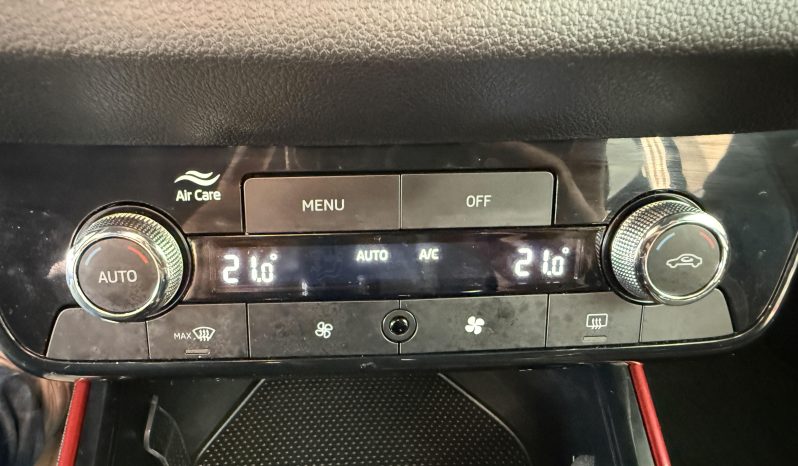 Air Care
MENU
OFF
AUTO
21.0°
AUTO
A/C
21.0°
MAX